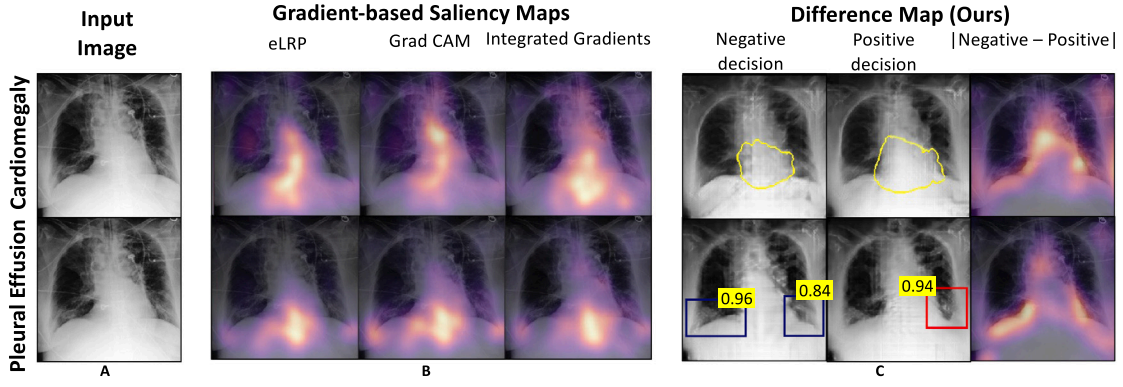 Input
Image
Gradient-based Saliency Maps
eLRP
Grad CAM
Integrated Gradients
Difference Map (Ours)
Negative
decision
Positive
decision
|Negative – Positive|
Cardiomegaly
Pleural Effusion
0.96
0.84
0.94
A
B
C